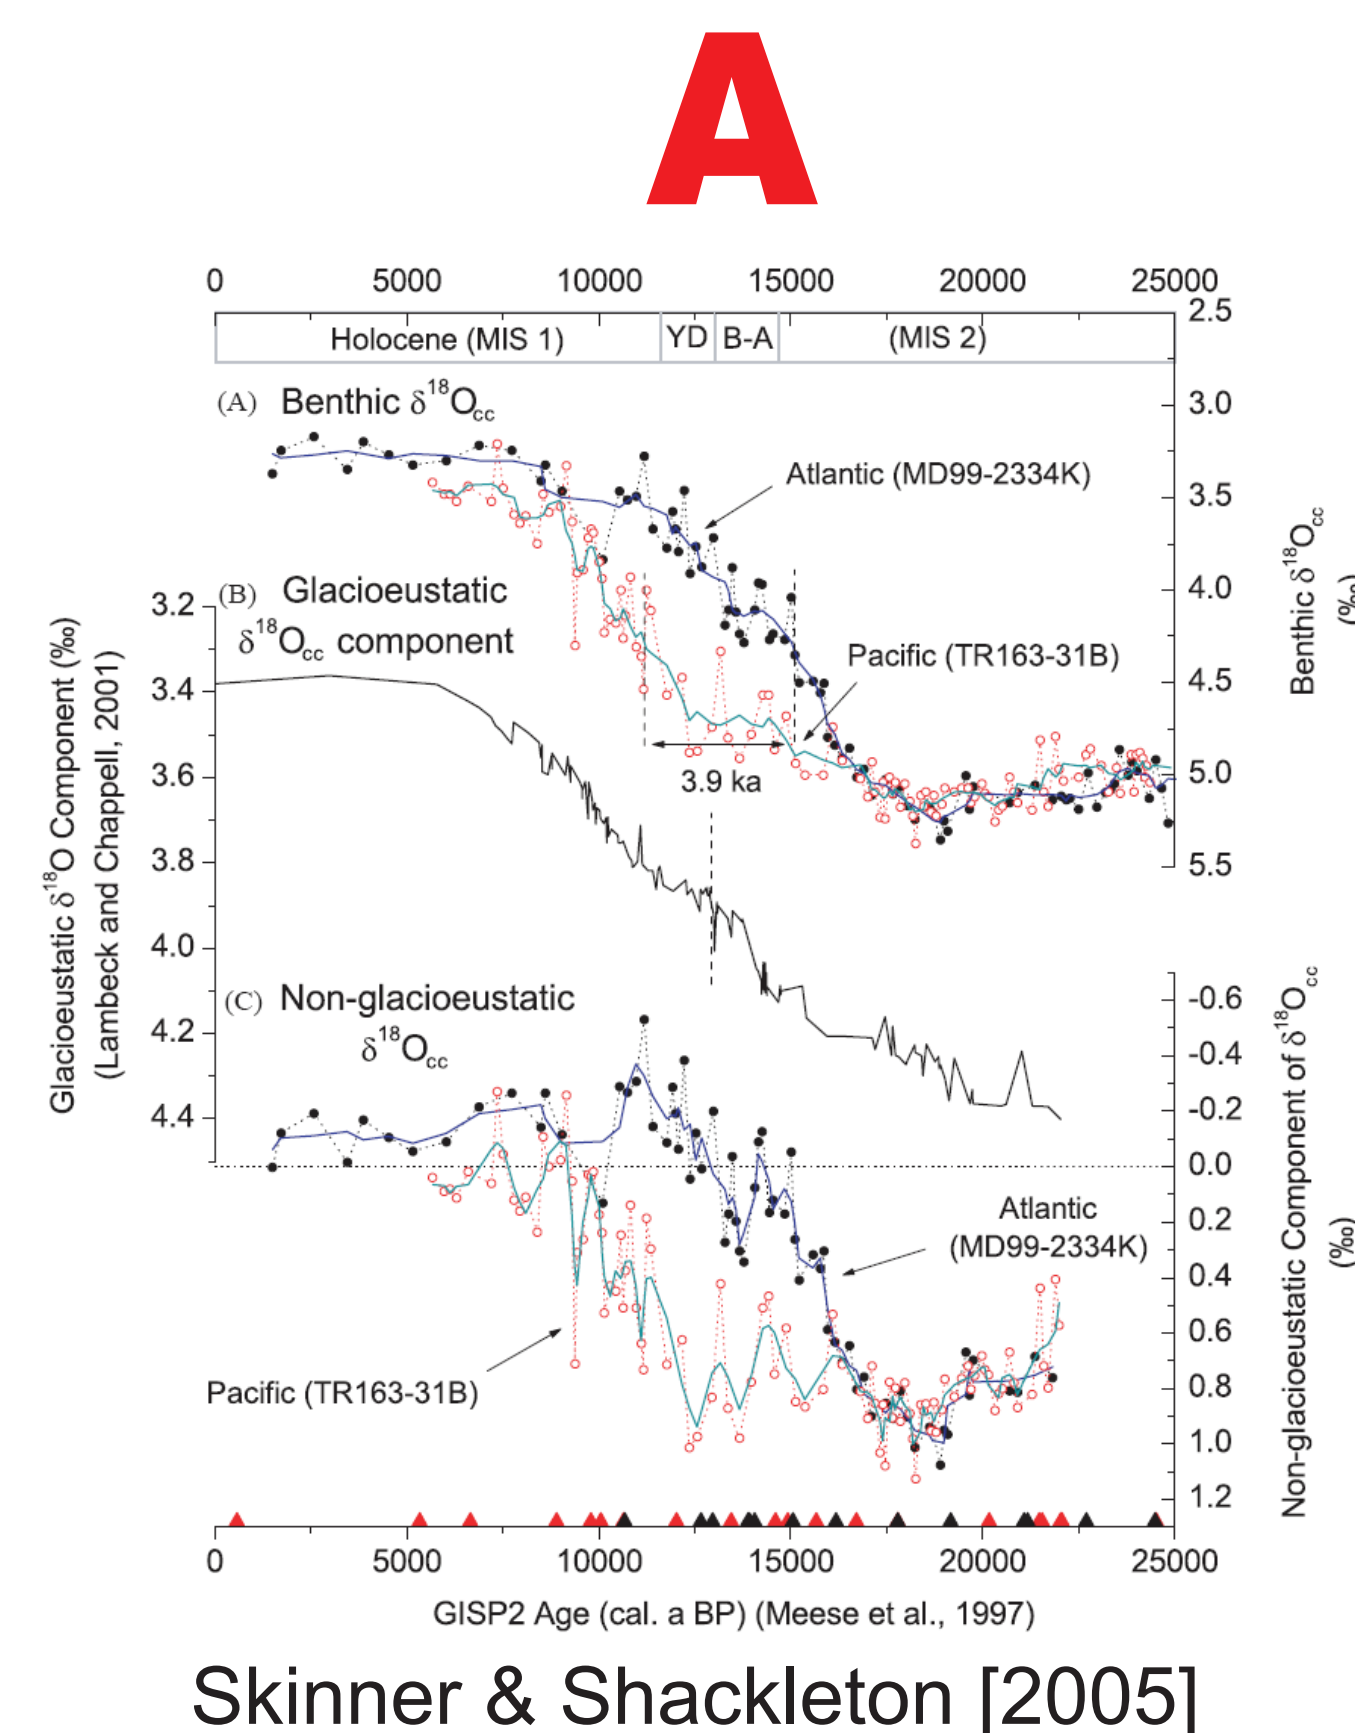 A
0 5000 10000 15000 20000 25000
Holocene (MIS 1) YD B-A (MIS 2)
2.5
3.0
3.5
4.0
4.5
5.0
5.5
Benthic δ18Occ
(‰)
(A) Benthic δ18Occ
Atlantic (MD99-2334K)
(B) Glacioeustatic
δ18Occ component
Pacific (TR163-31B)
3.9 ka
3.2
3.4
3.6
3.8
4.0
4.2
4.4
Glacioeustatic δ18O Component (‰)
(Lambeck and Chappell, 2001)
(C) Non-glacioeustatic
δ18Occ
-0.6
-0.4
-0.2
0.0
0.2
0.4
0.6
0.8
1.0
1.2
Non-glacioeustatic Component of δ18Occ
(‰)
Atlantic
(MD99-2334K)
Pacific (TR163-31B)
0 5000 10000 15000 20000 25000
GISP2 Age (cal. a BP) (Meese et al., 1997)
Skinner & Shackleton [2005]